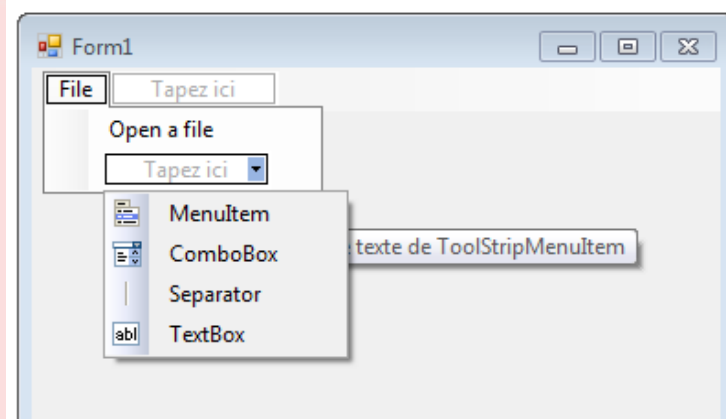 Form1
File Tapez ici
Open a file
Tapez ici
MenuItem
texte de ToolStripMenuItem
ComboBox
Separator
abl TextBox